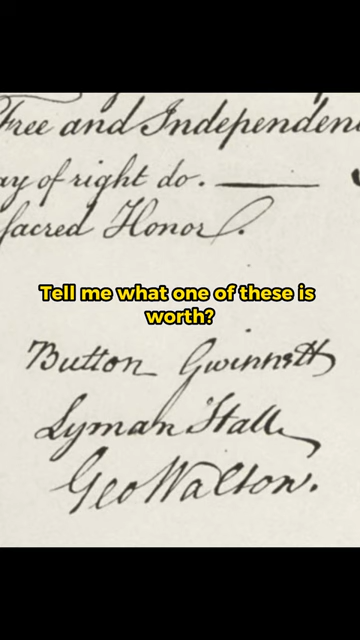 Free and Independent
ay of right do.
sacred Honor.
Tell me what one of these is
worth?
Button Gwinnett
Lyman Hall
Geo Walton.